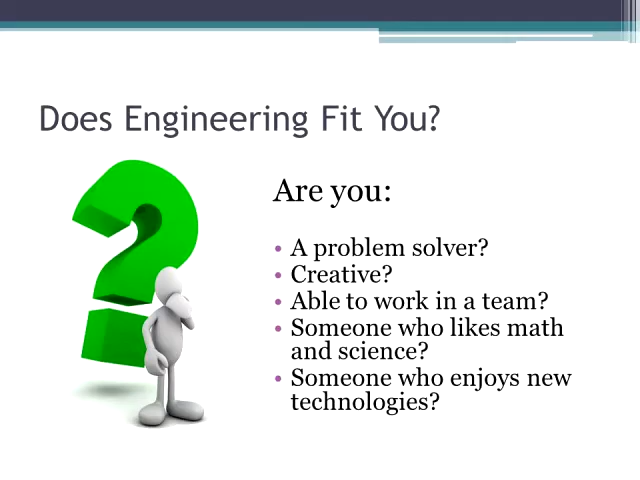 Does Engineering Fit You?
Are you:
• A problem solver?
• Creative?
• Able to work in a team?
• Someone who likes math
and science?
• Someone who enjoys new
technologies?